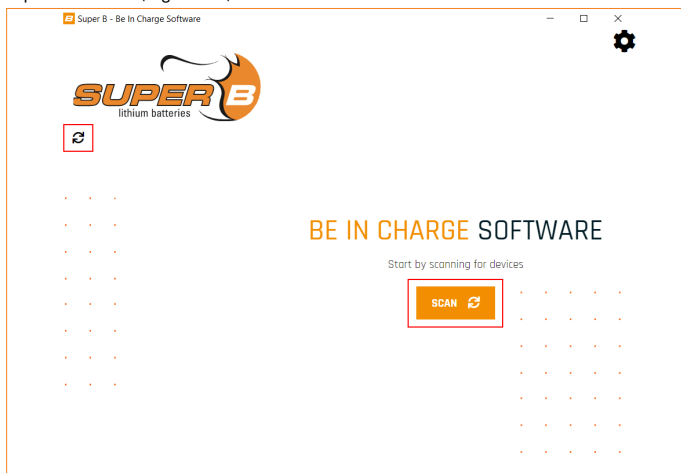 Super B - Be In Charge Software
SUPER B
lithium batteries
BE IN CHARGE SOFTWARE
Start by scanning for devices
SCAN